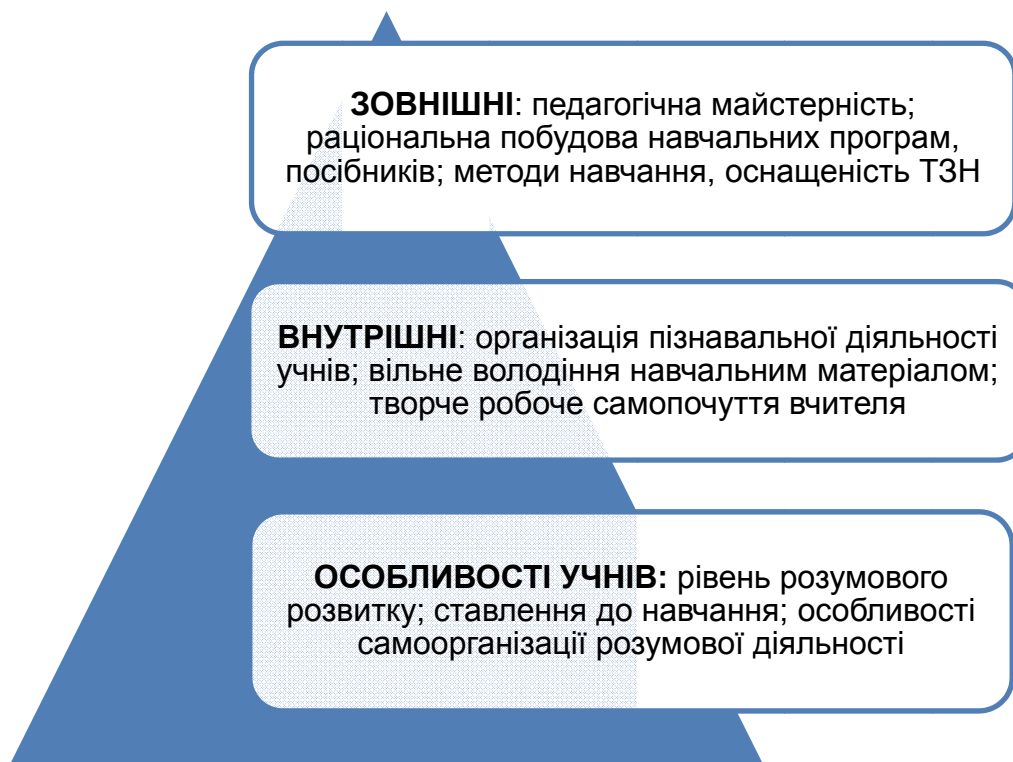 ЗОВНІШНІ: педагогічна майстерність;
раціональна побудова навчальних програм,
посібників; методи навчання, оснащеність ТЗН
ВНУТРІШНІ: організація пізнавальної діяльності
учнів; вільне володіння навчальним матеріалом;
творче робоче самопочуття вчителя
ОСОБЛИВОСТІ УЧНІВ: рівень розумового
розвитку; ставлення до навчання; особливості
самоорганізації розумової діяльності